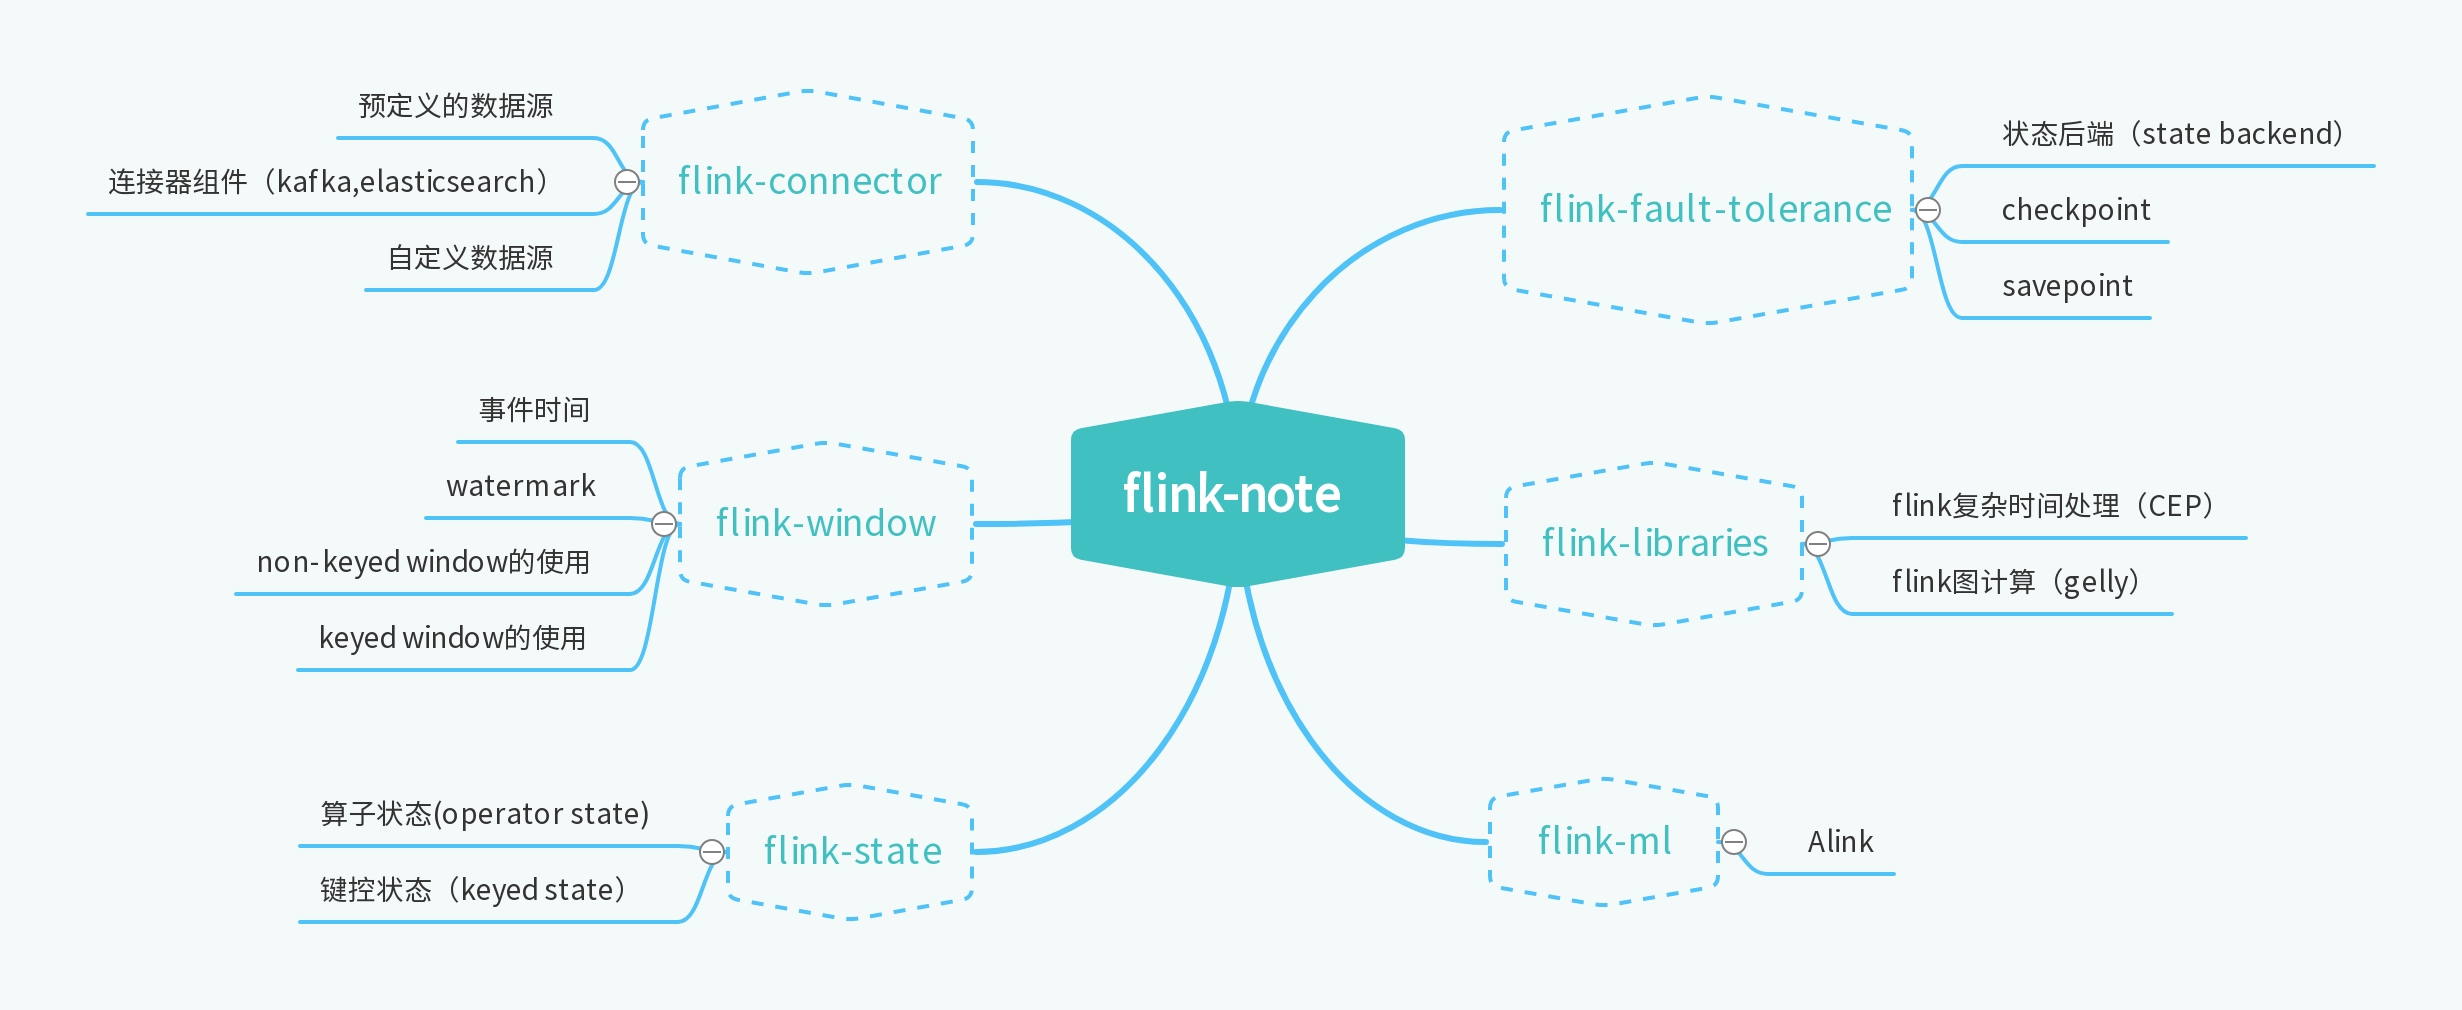 flink-note
flink-connector
预定义的数据源
连接器组件（kafka,elasticsearch）
自定义数据源
flink-window
事件时间
watermark
non-keyed window的使用
keyed window的使用
flink-state
算子状态(operator state)
键控状态（keyed state）
flink-fault-tolerance
状态后端（state backend）
checkpoint
savepoint
flink-libraries
flink复杂时间处理（CEP）
flink图计算（gelly）
flink-ml
Alink